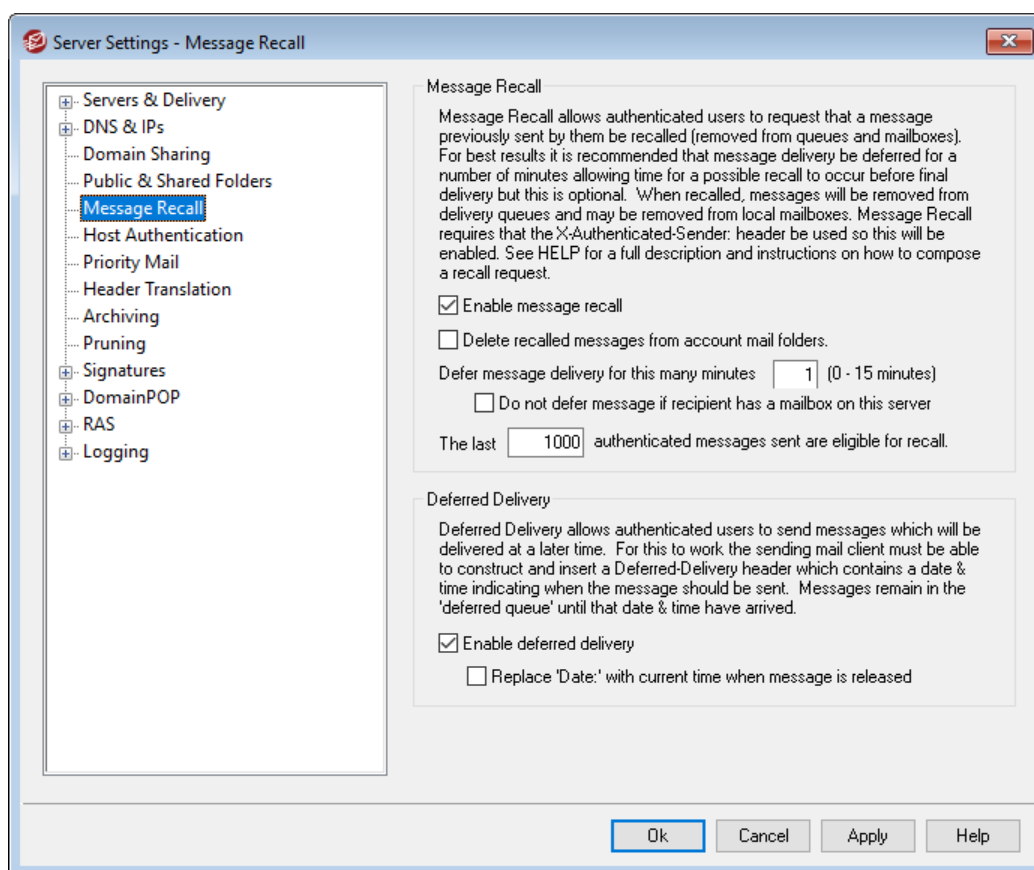 Server Settings - Message Recall
Servers & Delivery
DNS & IPs
Domain Sharing
Public & Shared Folders
Message Recall
Host Authentication
Priority Mail
Header Translation
Archiving
Pruning
Signatures
DomainPOP
RAS
Logging
Message Recall
Message Recall allows authenticated users to request that a message
previously sent by them be recalled (removed from queues and mailboxes).
For best results it is recommended that message delivery be deferred for a
number of minutes allowing time for a possible recall to occur before final
delivery but this is optional.  When recalled, messages will be removed from
delivery queues and may be removed from local mailboxes. Message Recall
requires that the X-Authenticated-Sender: header be used so this will be
enabled. See HELP for a full description and instructions on how to compose
a recall request.
Enable message recall
Delete recalled messages from account mail folders.
Defer message delivery for this many minutes 1 (0 - 15 minutes)
Do not defer message if recipient has a mailbox on this server
The last 1000 authenticated messages sent are eligible for recall.
Deferred Delivery
Deferred Delivery allows authenticated users to send messages which will be
delivered at a later time.  For this to work the sending mail client must be able
to construct and insert a Deferred-Delivery header which contains a date &
time indicating when the message should be sent.  Messages remain in the
'deferred queue' until that date & time have arrived.
Enable deferred delivery
Replace 'Date:' with current time when message is released
Ok Cancel Apply Help